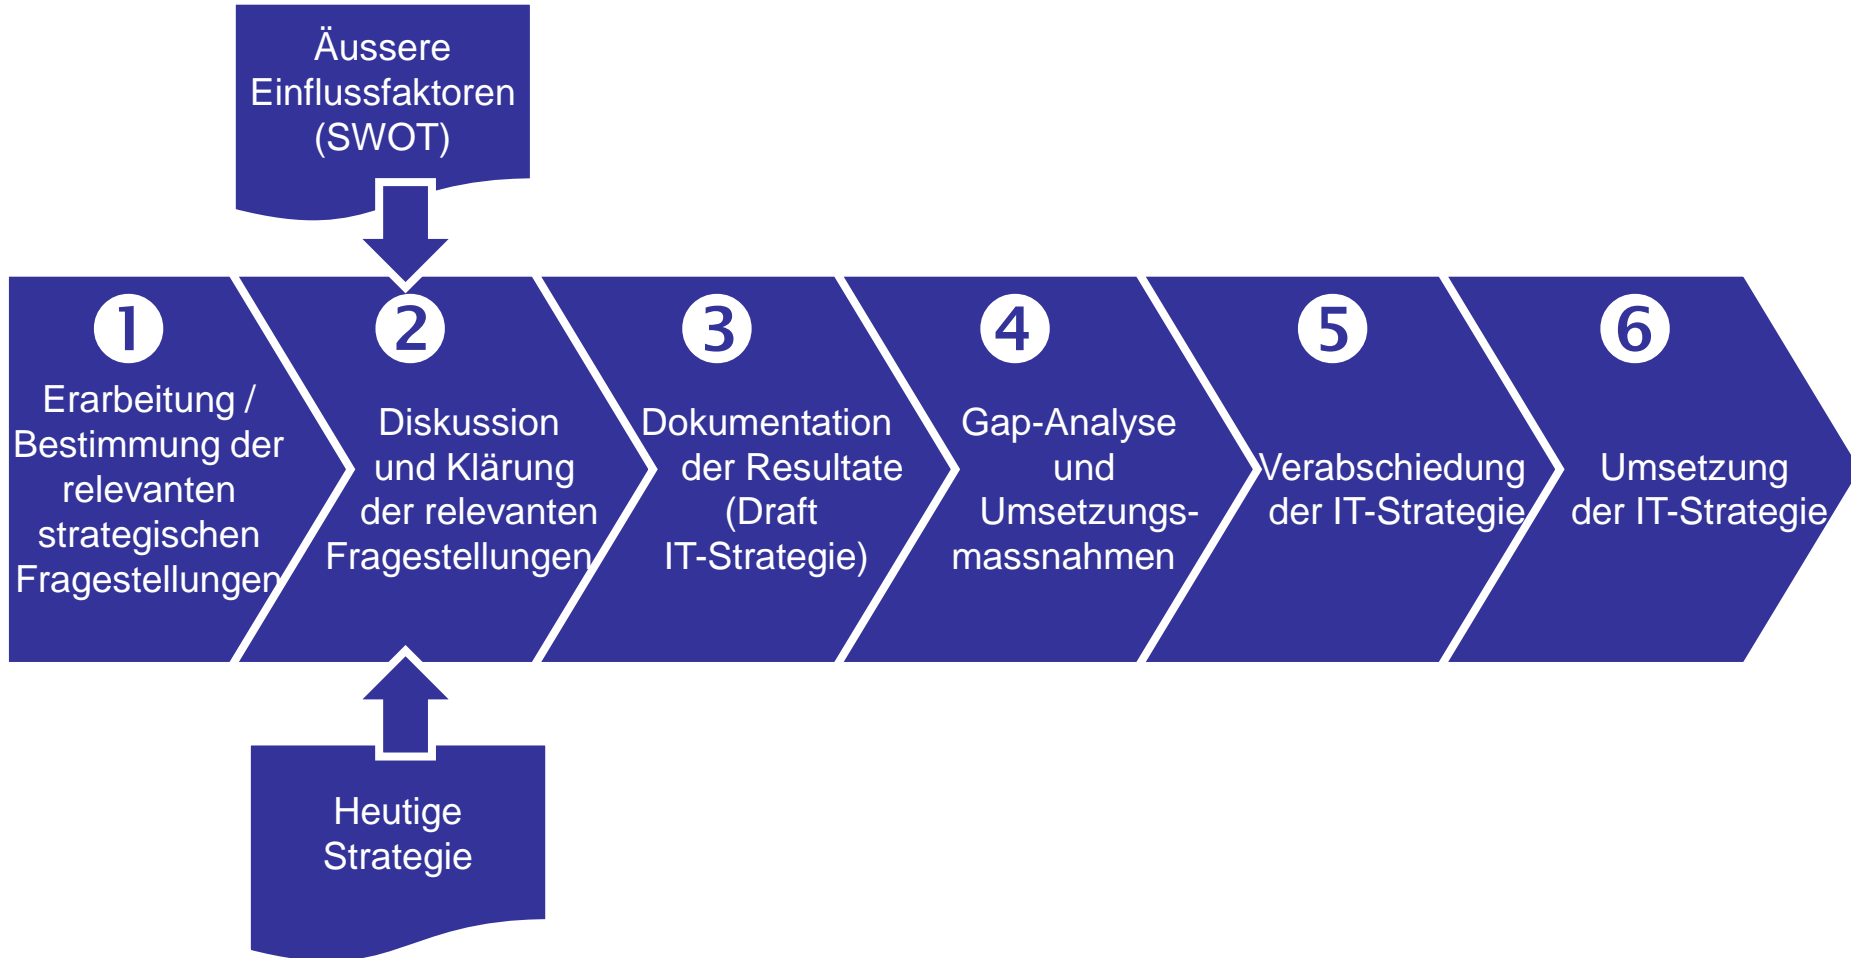 Äussere
Einflussfaktoren
(SWOT)
1
Erarbeitung /
Bestimmung der
relevanten
strategischen
Fragestellungen
2
Diskussion
und Klärung
der relevanten
Fragestellungen
3
Dokumentation
der Resultate
(Draft
IT-Strategie)
4
Gap-Analyse
und
Umsetzungs-
massnahmen
5
Verabschiedung
der IT-Strategie
6
Umsetzung
der IT-Strategie
Heutige
Strategie